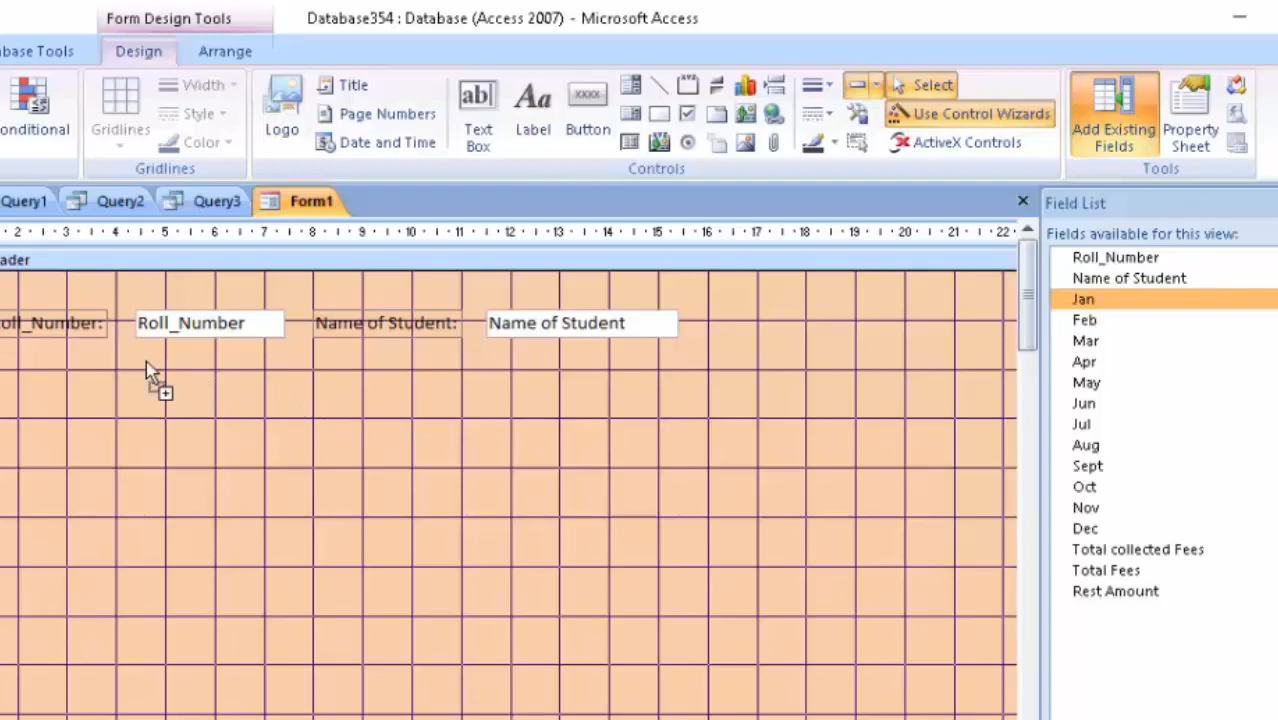 Form Design Tools
Database354 : Database (Access 2007) - Microsoft Access
base Tools
Design
Arrange
onditional
Gridlines
Width
Style
Color
Gridlines
Logo
Title
Page Numbers
Date and Time
ab|
Text
Box
Aa
Label
XXXX
Button
Select
Use Control Wizards
ActiveX Controls
Controls
Add Existing
Fields
Property
Sheet
Tools
Query1
Query2
Query3
Form1
Field List
2 3 4 5 6 7 8 9 10 11 12 13 14 15 16 17 18 19 20 21 22
ader
oll_Number:
Roll_Number
Name of Student:
Name of Student
Fields available for this view:
Roll_Number
Name of Student
Jan
Feb
Mar
Apr
May
Jun
Jul
Aug
Sept
Oct
Nov
Dec
Total collected Fees
Total Fees
Rest Amount